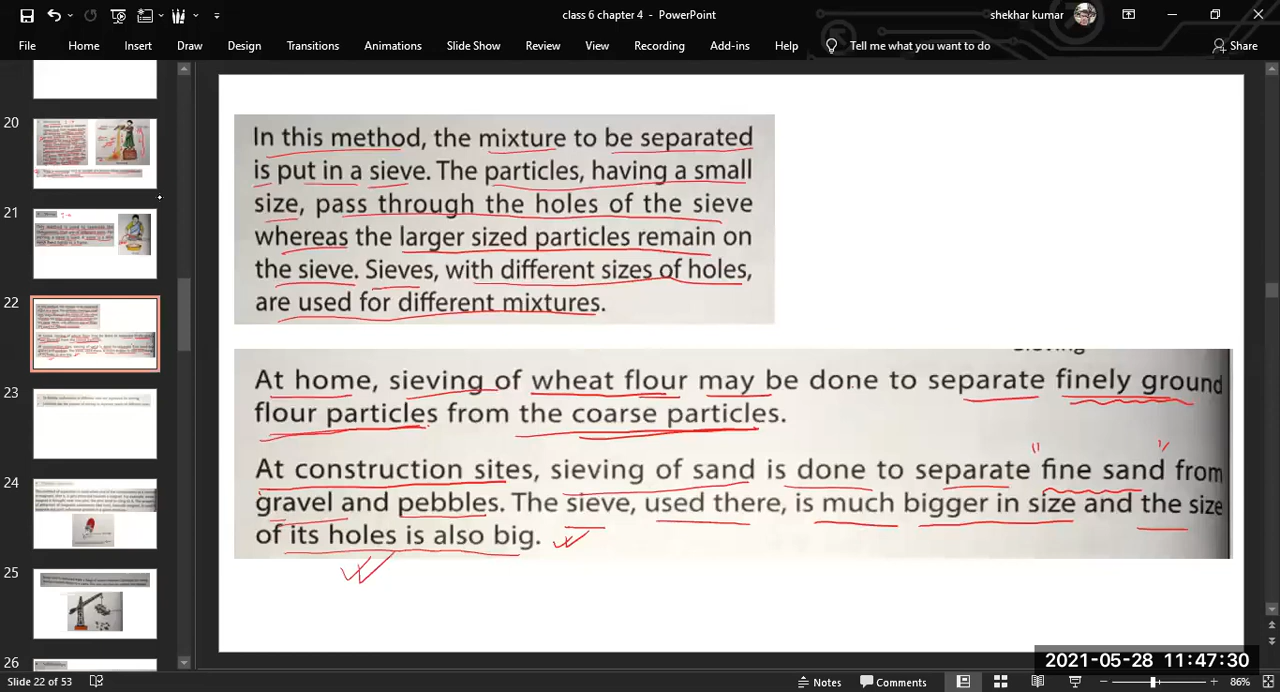 class 6 chapter 4 - PowerPoint
shekhar kumar
File Home Insert Draw Design Transitions Animations Slide Show Review View Recording Add-ins Help Tell me what you want to do Share
20
21
22
23
24
25
26
In this method, the mixture to be separated
is put in a sieve. The particles, having a small
size, pass through the holes of the sieve
whereas the larger sized particles remain on
the sieve. Sieves, with different sizes of holes,
are used for different mixtures.
At home, sieving of wheat flour may be done to separate finely ground
flour particles from the coarse particles.
At construction sites, sieving of sand is done to separate "fine sand" from
gravel and pebbles. The sieve, used there, is much bigger in size and the size
of its holes is also big.
2021-05-28 11:47:30
Slide 22 of 53
Notes Comments
86%